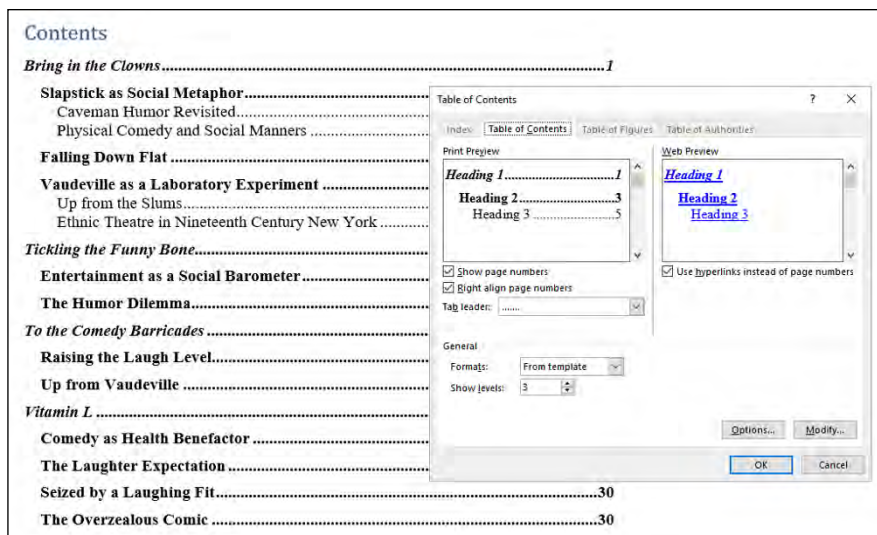 Contents
Bring in the Clowns.....1
Slapstick as Social Metaphor.....
Caveman Humor Revisited.....
Physical Comedy and Social Manners.....
Falling Down Flat.....
Vaudeville as a Laboratory Experiment.....
Up from the Slums.....
Ethnic Theatre in Nineteenth Century New York.....
Tickling the Funny Bone.....
Entertainment as a Social Barometer.....
The Humor Dilemma.....
To the Comedy Barricades.....
Raising the Laugh Level.....
Up from Vaudeville.....
Vitamin L.....
Comedy as Health Benefactor.....
The Laughter Expectation.....
Seized by a Laughing Fit.....30
The Overzealous Comic.....30
Table of Contents ? ×
Index Table of Contents Table of Figures Table of Authorities
Print Preview
Heading 1.....1
Heading 2.....3
Heading 3.....5
Show page numbers
Right align page numbers
Tab leader: .......
Web Preview
Heading 1
Heading 2
Heading 3
Use hyperlinks instead of page numbers
General
Formats: From template
Show levels: 3
Options... Modify...
OK Cancel